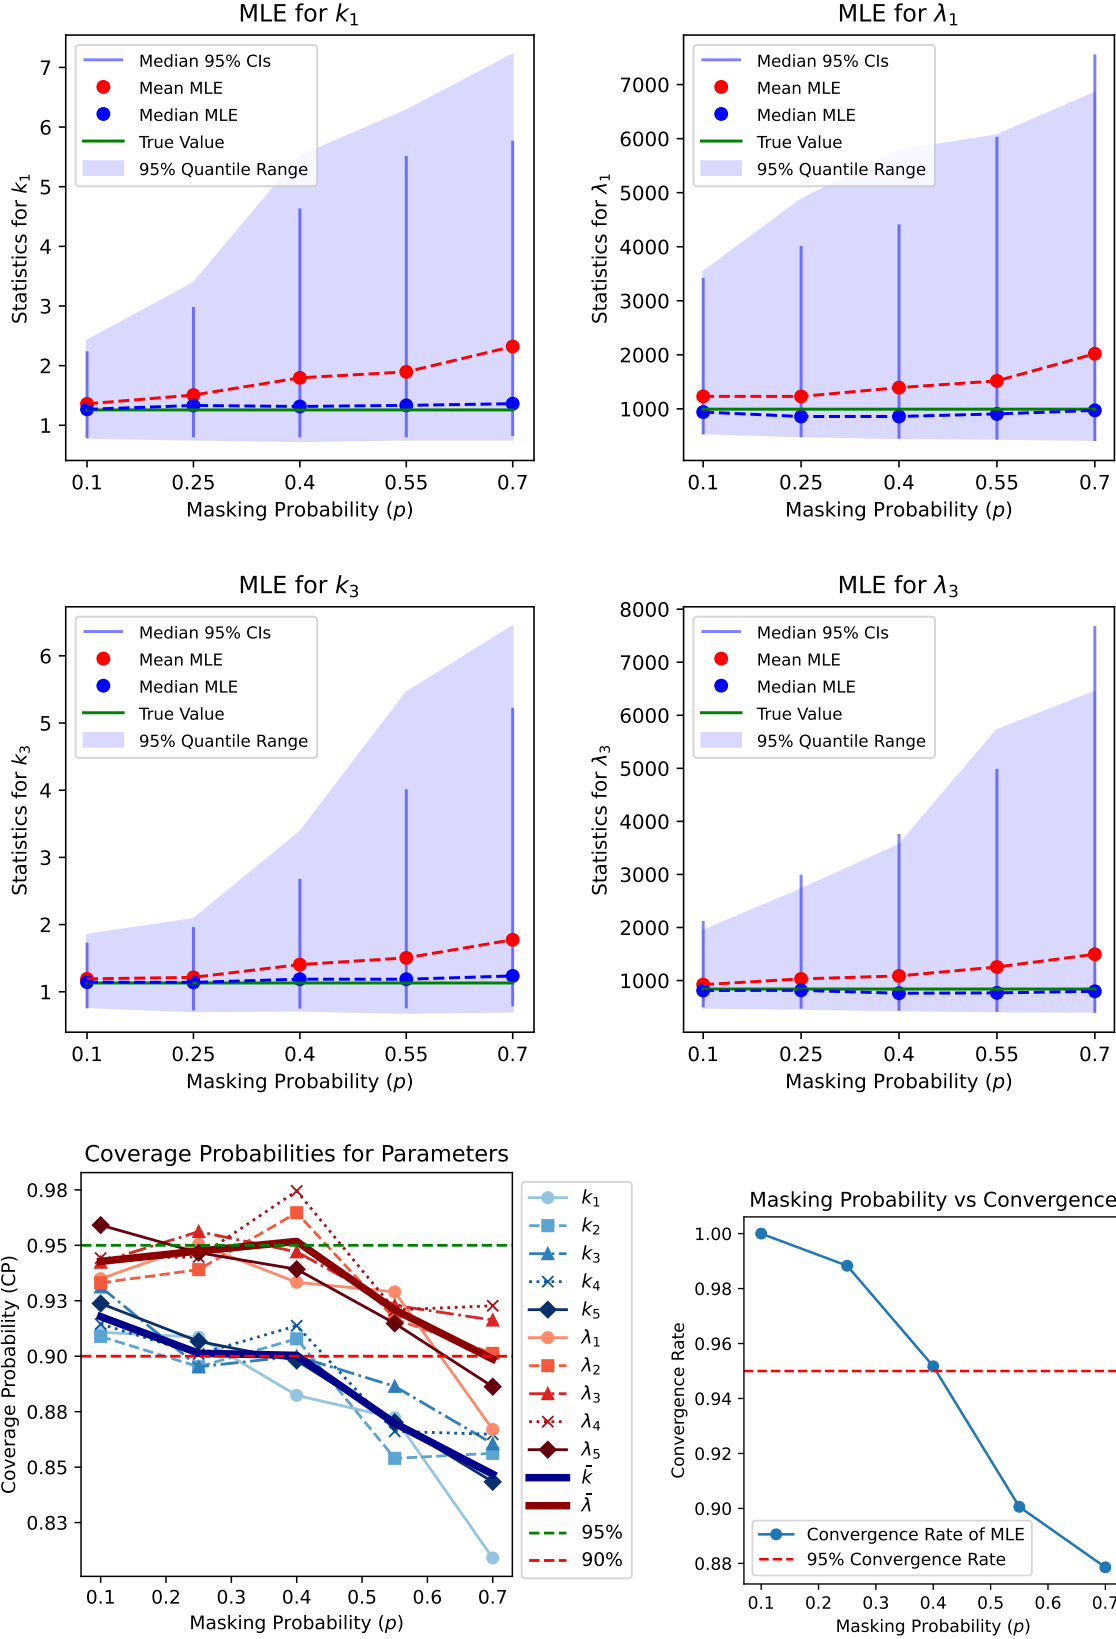 MLE for k₁
Statistics for k₁
7
6
5
4
3
2
1
Median 95% CIs
Mean MLE
Median MLE
True Value
95% Quantile Range
0.1 0.25 0.4 0.55 0.7
Masking Probability (p)
MLE for λ₁
Statistics for λ₁
7000
6000
5000
4000
3000
2000
1000
Median 95% CIs
Mean MLE
Median MLE
True Value
95% Quantile Range
0.1 0.25 0.4 0.55 0.7
Masking Probability (p)
MLE for k₃
Statistics for k₃
6
5
4
3
2
1
Median 95% CIs
Mean MLE
Median MLE
True Value
95% Quantile Range
0.1 0.25 0.4 0.55 0.7
Masking Probability (p)
MLE for λ₃
Statistics for λ₃
8000
7000
6000
5000
4000
3000
2000
1000
Median 95% CIs
Mean MLE
Median MLE
True Value
95% Quantile Range
0.1 0.25 0.4 0.55 0.7
Masking Probability (p)
Coverage Probabilities for Parameters
Coverage Probability (CP)
0.98
0.95
0.93
0.90
0.88
0.85
0.83
0.1 0.2 0.3 0.4 0.5 0.6 0.7
Masking Probability (p)
k₁
k₂
k₃
k₄
k₅
λ₁
λ₂
λ₃
λ₄
λ₅
k̄
λ̄
95%
90%
Masking Probability vs Convergence
Convergence Rate
1.00
0.98
0.96
0.94
0.92
0.90
0.88
Convergence Rate of MLE
95% Convergence Rate
0.1 0.2 0.3 0.4 0.5 0.6 0.7
Masking Probability (p)